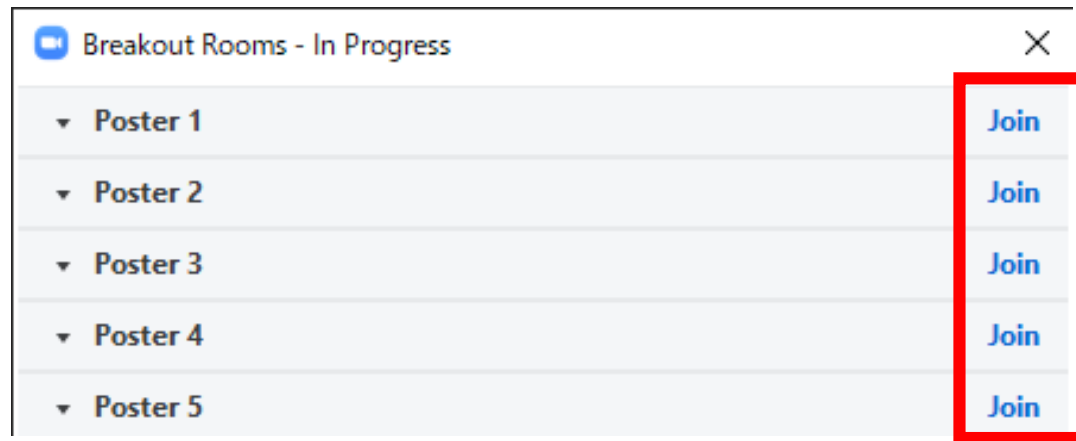 Breakout Rooms - In Progress
Poster 1 Join
Poster 2 Join
Poster 3 Join
Poster 4 Join
Poster 5 Join